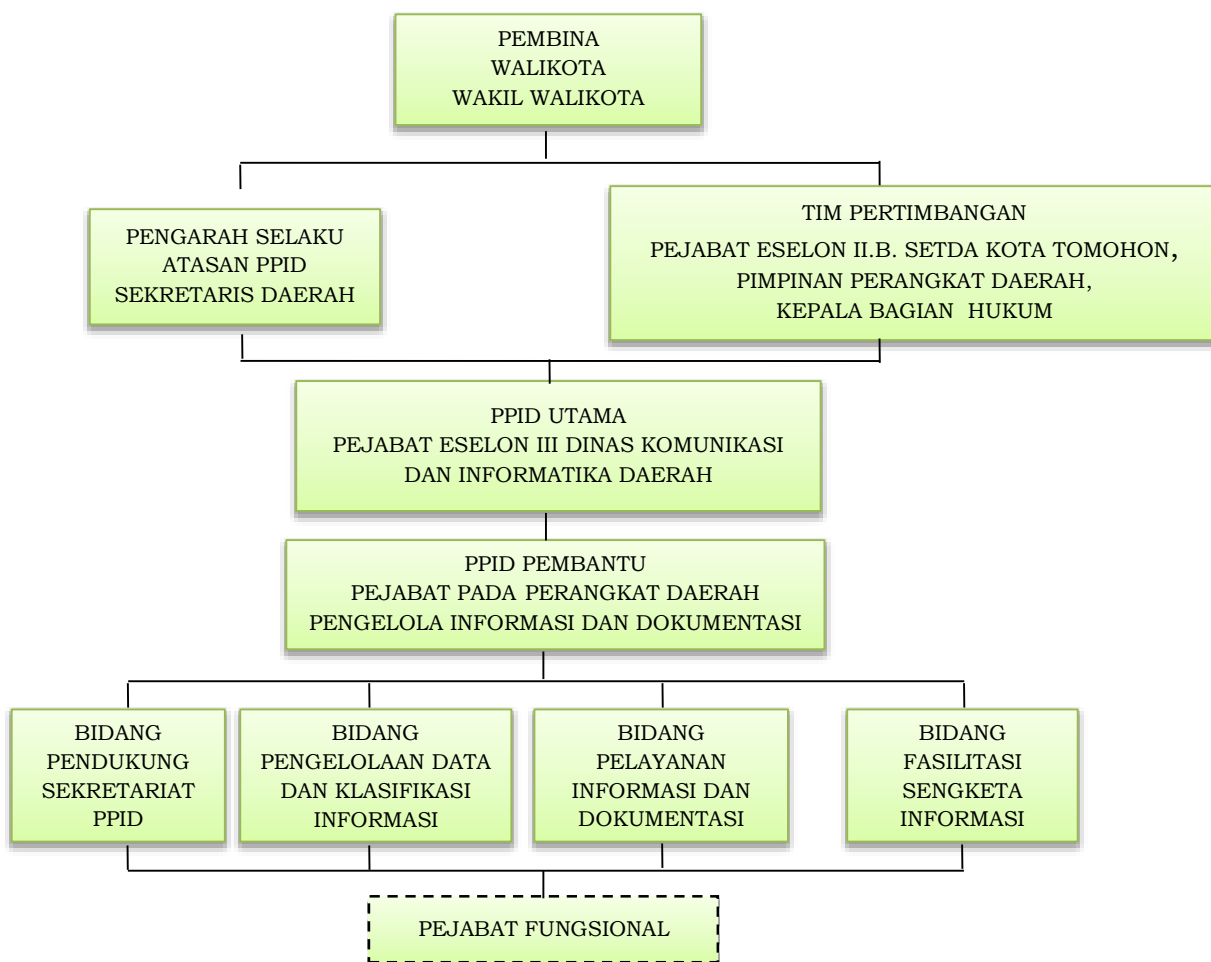 PEMBINA
WALIKOTA
WAKIL WALIKOTA
PENGARAH SELAKU
ATASAN PPID
SEKRETARIS DAERAH
TIM PERTIMBANGAN
PEJABAT ESELON II.B. SETDA KOTA TOMOHON,
PIMPINAN PERANGKAT DAERAH,
KEPALA BAGIAN HUKUM
PPID UTAMA
PEJABAT ESELON III DINAS KOMUNIKASI
DAN INFORMATIKA DAERAH
PPID PEMBANTU
PEJABAT PADA PERANGKAT DAERAH
PENGELOLA INFORMASI DAN DOKUMENTASI
BIDANG
PENDUKUNG
SEKRETARIAT
PPID
BIDANG
PENGELOLAAN DATA
DAN KLASIFIKASI
INFORMASI
BIDANG
PELAYANAN
INFORMASI DAN
DOKUMENTASI
BIDANG
FASILITASI
SENGKETA
INFORMASI
PEJABAT FUNGSIONAL